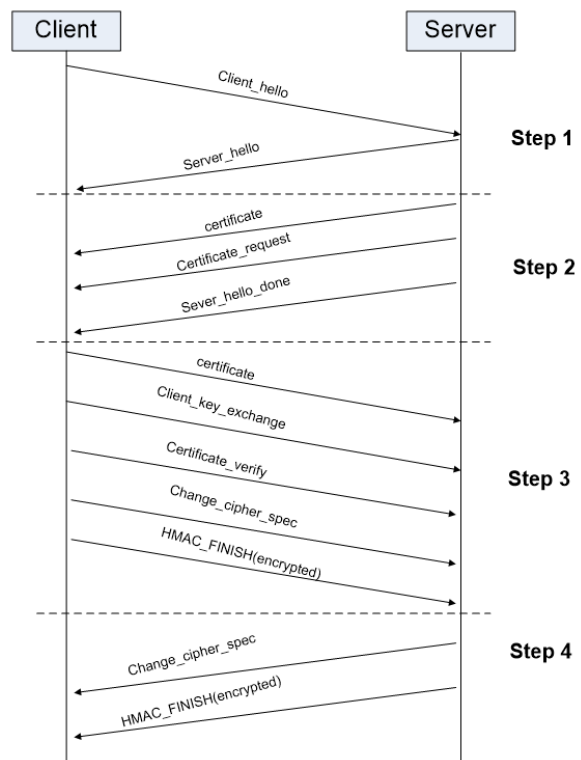 Client
Server
Client_hello
Step 1
Server_hello
certificate
Certificate_request
Step 2
Sever_hello_done
certificate
Client_key_exchange
Certificate_verify
Step 3
Change_cipher_spec
HMAC_FINISH(encrypted)
Change_cipher_spec
Step 4
HMAC_FINISH(encrypted)